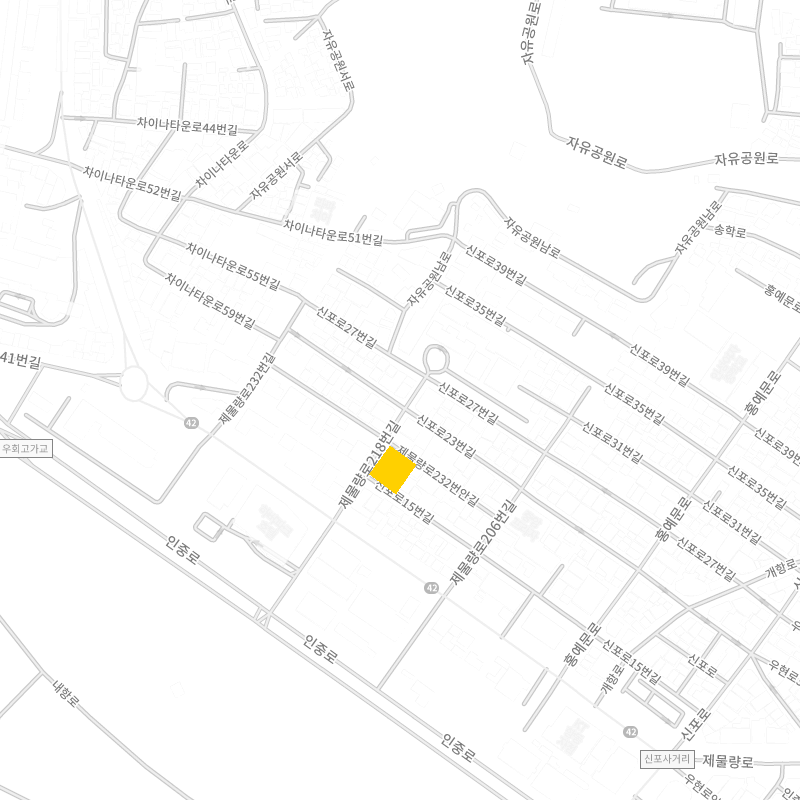 자유공원로
자유공원서로
차이나타운로44번길
차이나타운로
자유공원로
자유공원로
자유공원서로
차이나타운로52번길
자유공원남로
송학로
차이나타운로51번길
자유공원남로
신포로39번길
차이나타운로55번길
자유공원남로
차이나타운로59번길
신포로35번길
신포로27번길
홍예문로
신포로39번길
41번길
제물량로232번길
홍예문로
신포로27번길
신포로35번길
42
신포로23번길
신포로31번길
신포로39번길
우회고가교
제물량로218번길
제물량로232번안길
신포로35번길
신포로15번길
제물량로206번길
홍예문로
신포로31번길
인중로
신포로27번길
개항로
42
인중로
홍예문로
신포로15번길
신포로
우현로
개항로
내항로
신포로
42
인중로
신포사거리
제물량로